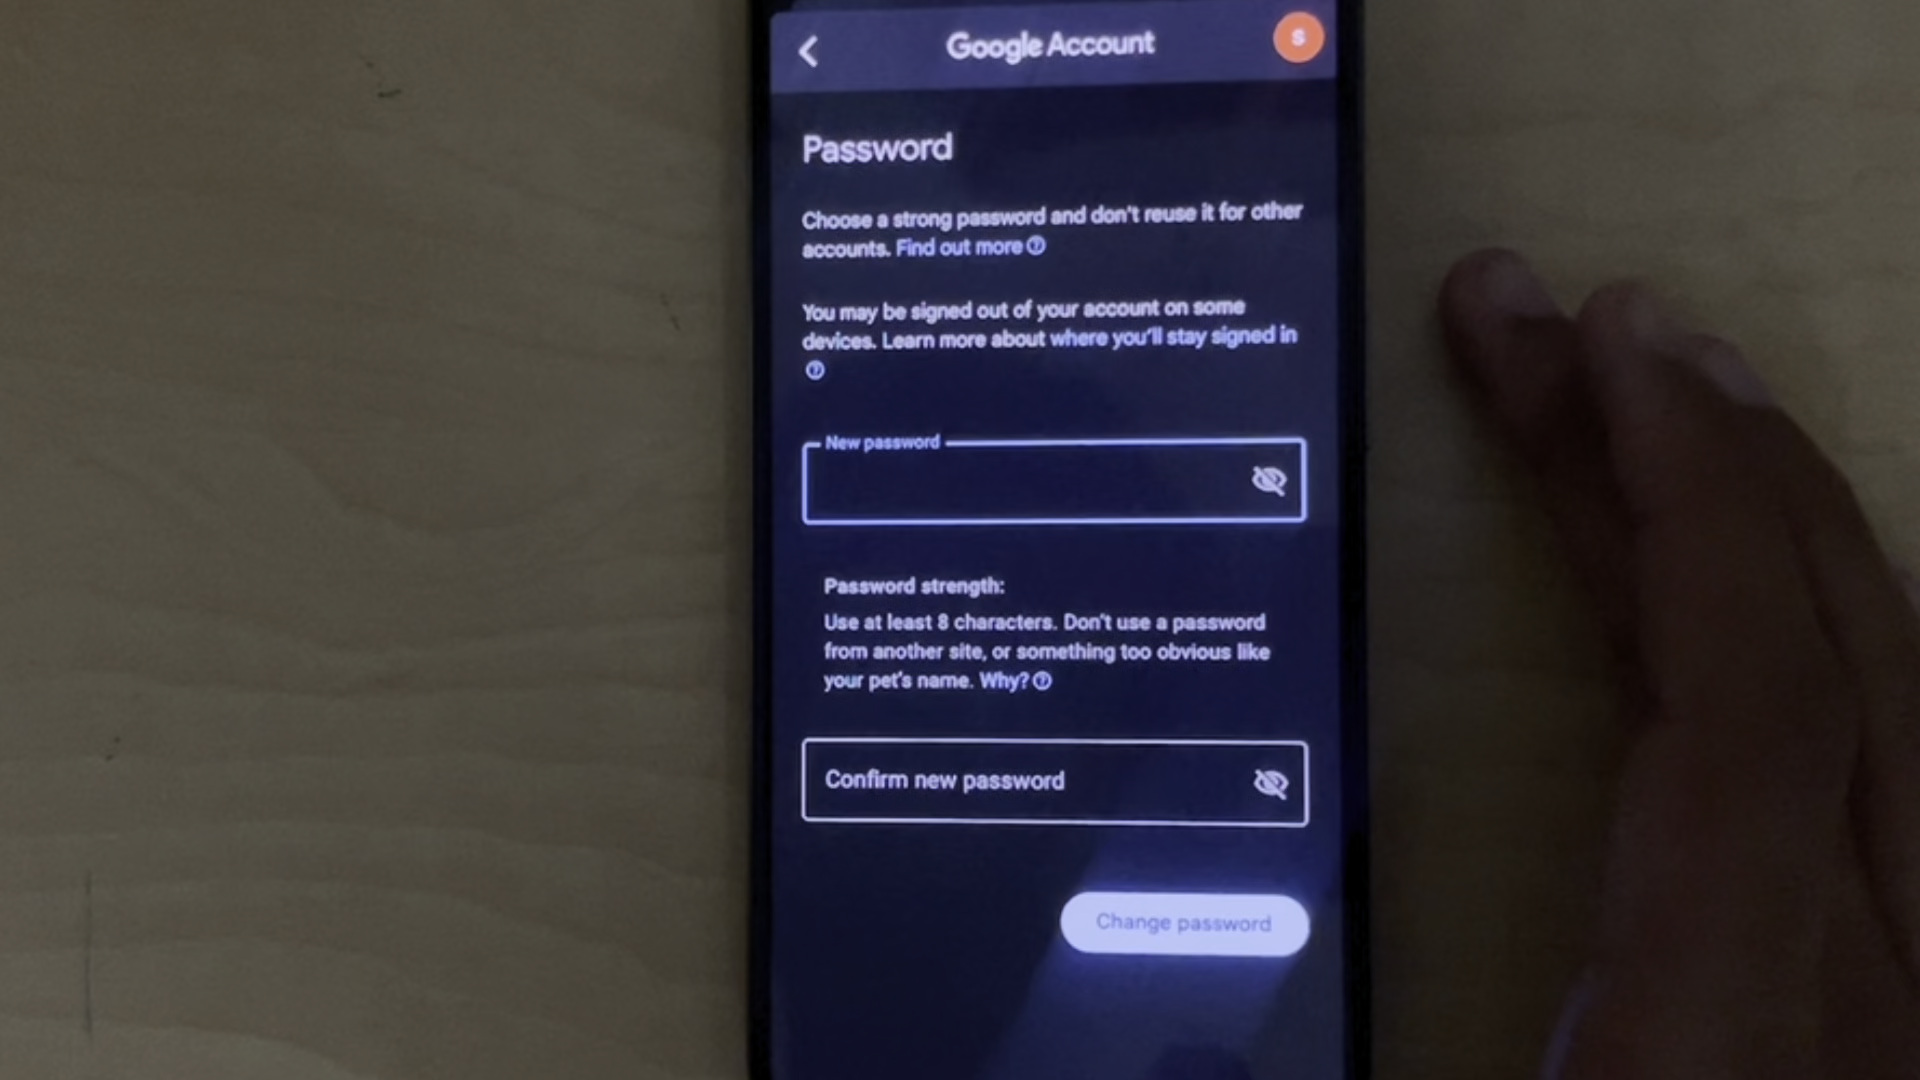 Google Account
S
Password
Choose a strong password and don't reuse it for other
accounts. Find out more
You may be signed out of your account on some
devices. Learn more about where you'll stay signed in
New password
Password strength:
Use at least 8 characters. Don't use a password
from another site, or something too obvious like
your pet's name. Why?
Confirm new password
Change password